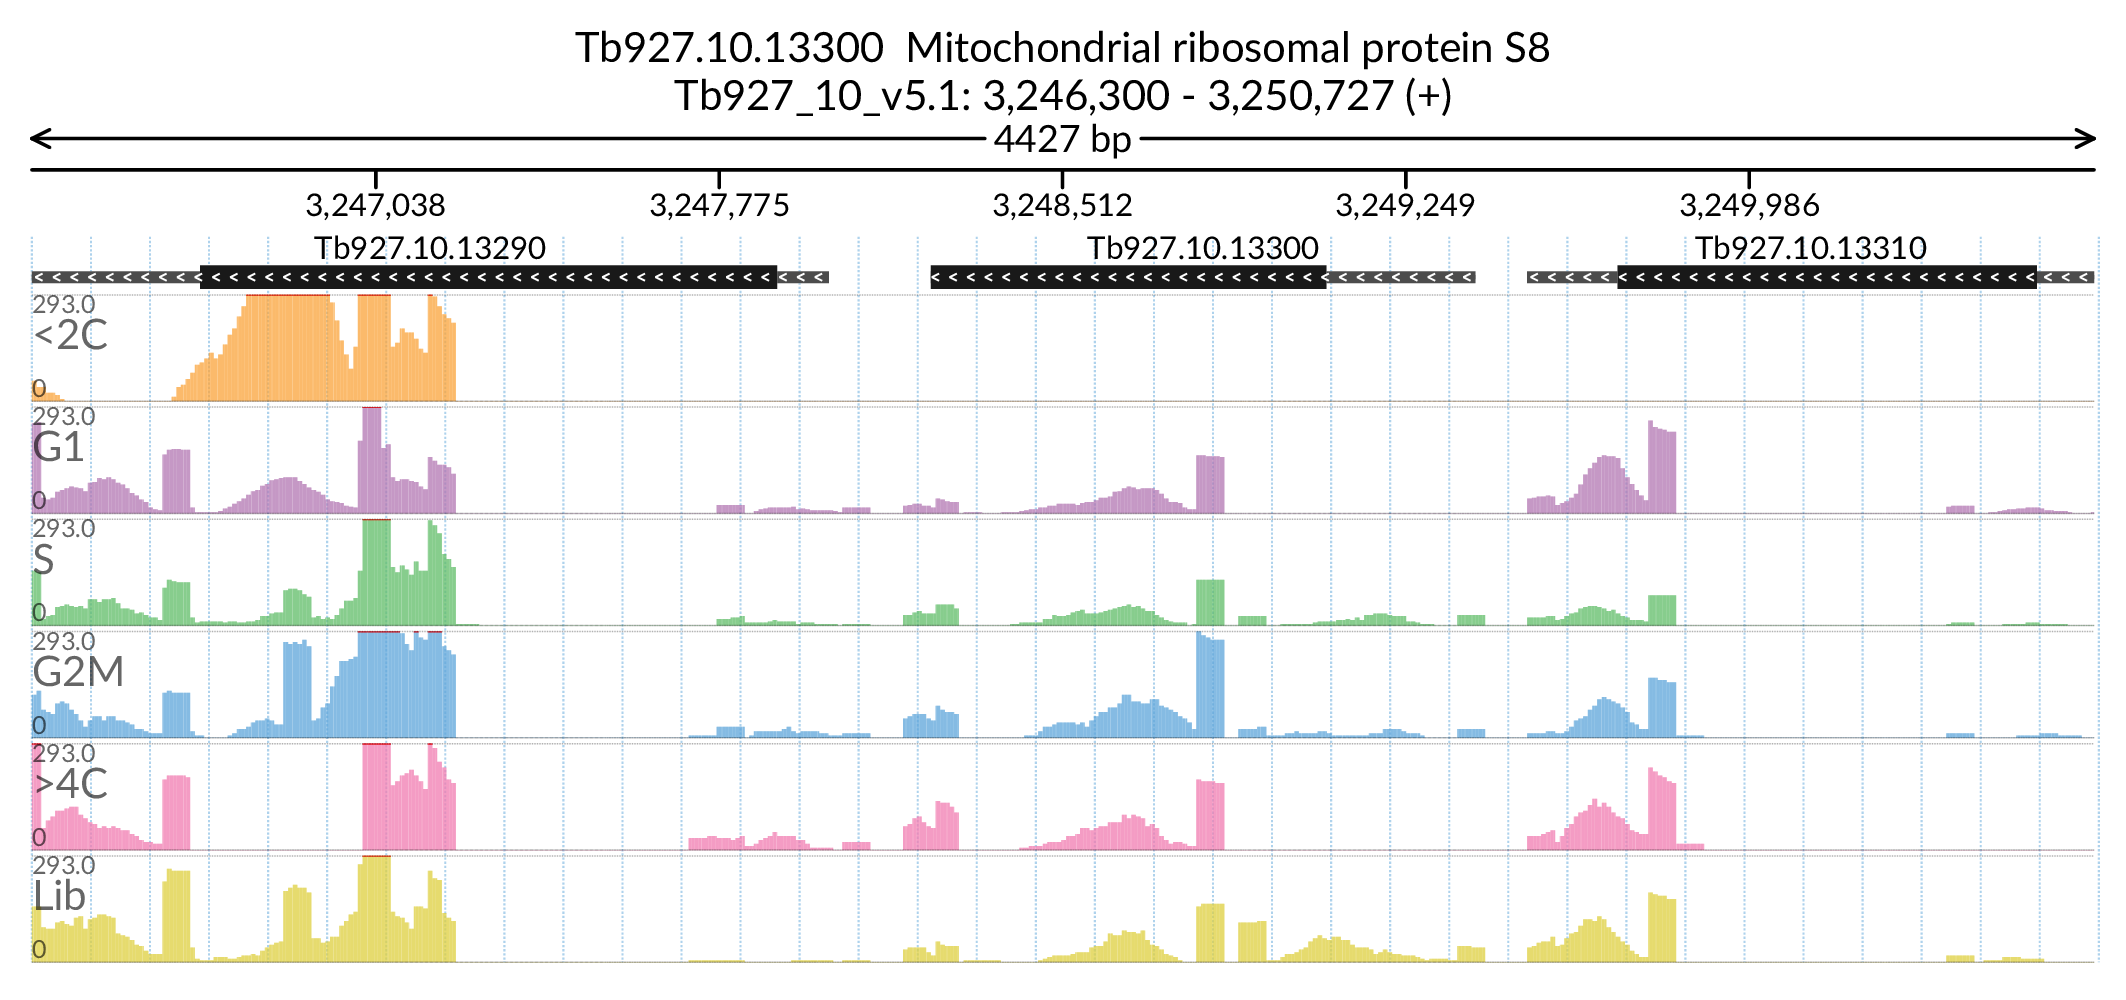 Tb927.10.13300 Mitochondrial ribosomal protein S8
Tb927_10_v5.1: 3,246,300 - 3,250,727 (+)
4427 bp
3,247,038 3,247,775 3,248,512 3,249,249 3,249,986
Tb927.10.13290 Tb927.10.13300 Tb927.10.13310
293.0
<2C
0
293.0
G1
0
293.0
S
0
293.0
G2M
0
293.0
>4C
0
293.0
Lib
0